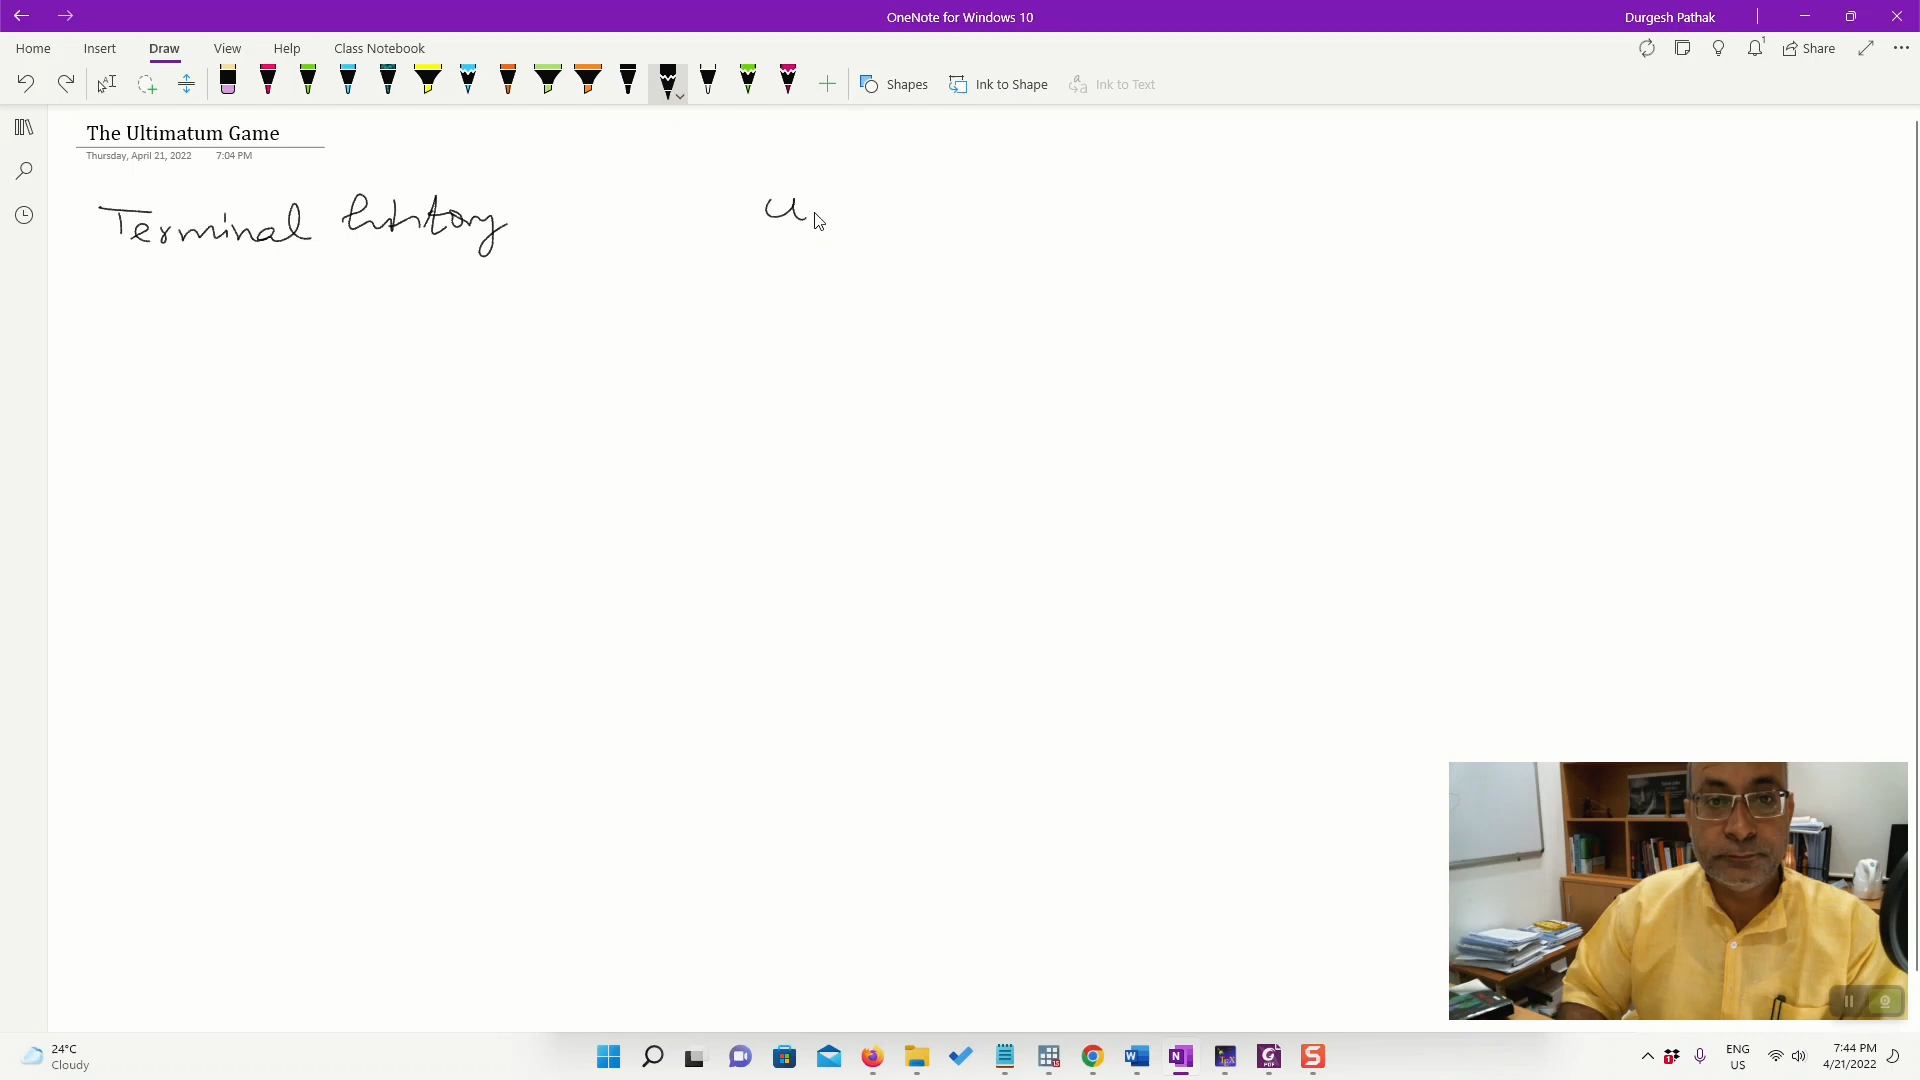 OneNote for Windows 10
Durgesh Pathak
Home Insert Draw View Help Class Notebook
1
Share
Shapes Ink to Shape Ink to Text
The Ultimatum Game
Thursday, April 21, 2022 7:04 PM
Terminal history u
24°C
Cloudy
ENG
US
7:44 PM
4/21/2022